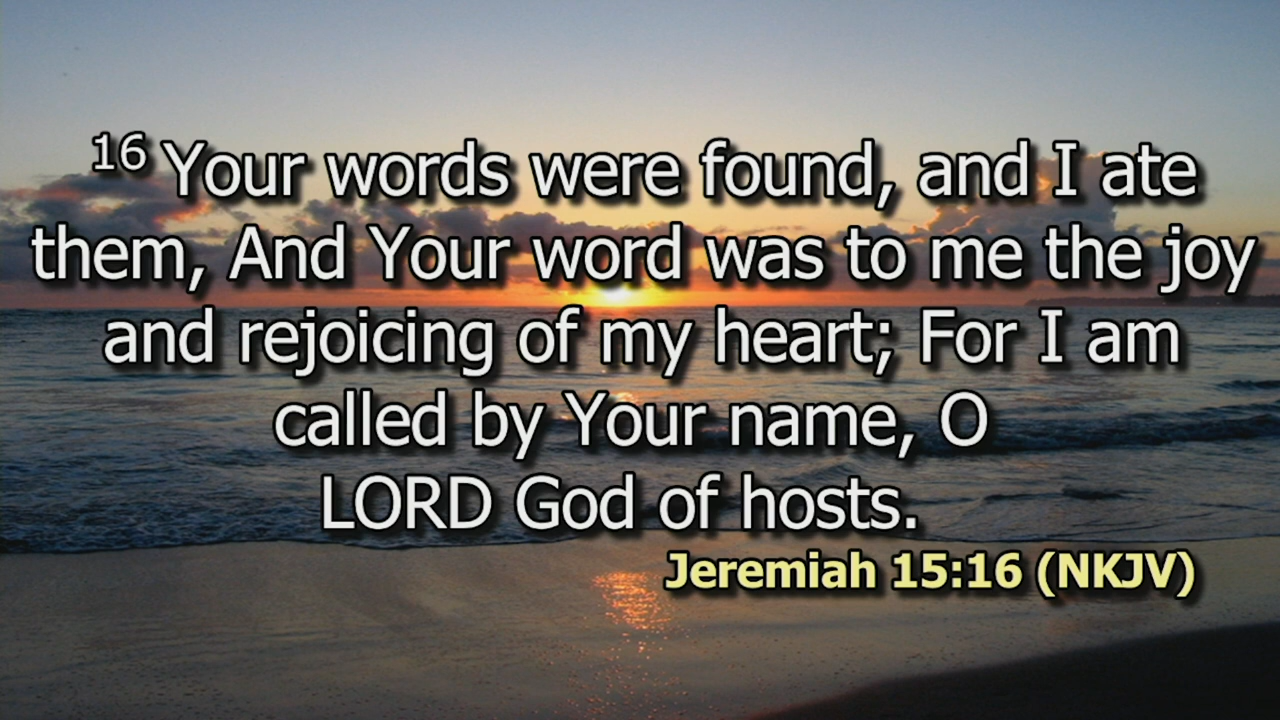 16 Your words were found, and I ate
them, And Your word was to me the joy
and rejoicing of my heart; For I am
called by Your name, O
LORD God of hosts.
Jeremiah 15:16 (NKJV)